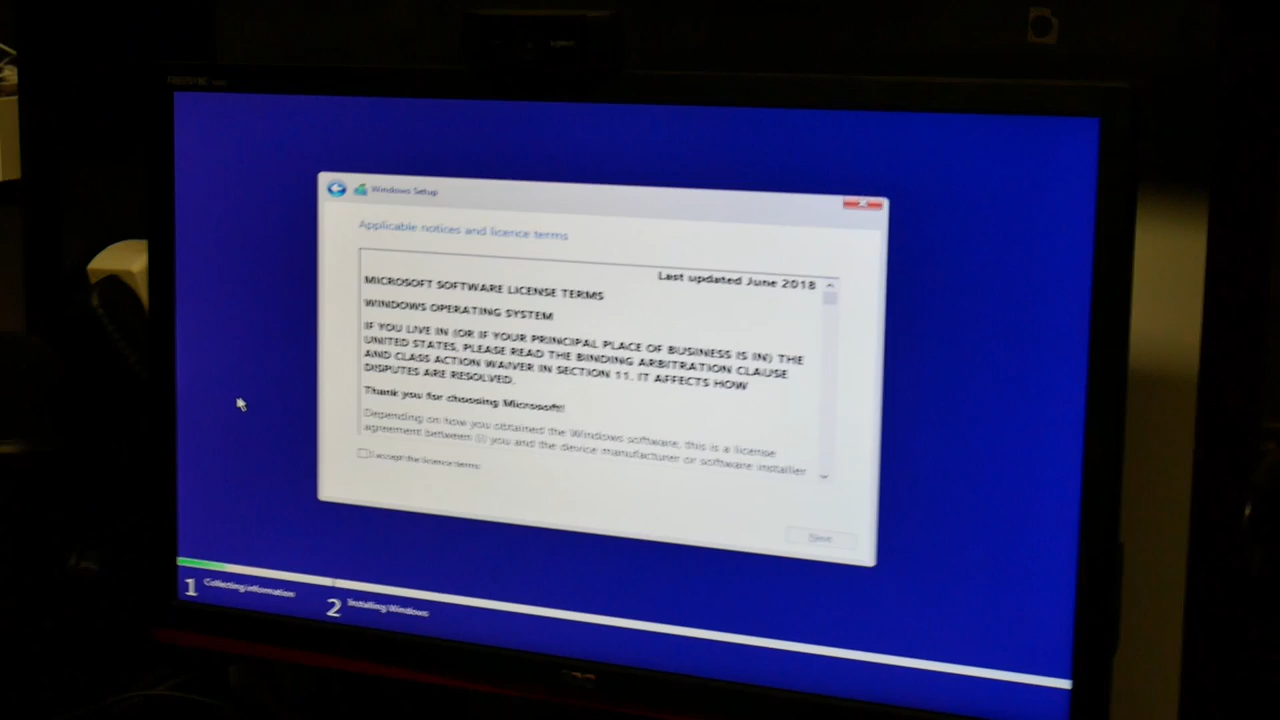 Windows Setup
Applicable notices and licence terms
Last updated June 2018
MICROSOFT SOFTWARE LICENSE TERMS
WINDOWS OPERATING SYSTEM
IF YOU LIVE IN (OR IF YOUR PRINCIPAL PLACE OF BUSINESS IS IN) THE
UNITED STATES, PLEASE READ THE BINDING ARBITRATION CLAUSE
AND CLASS ACTION WAIVER IN SECTION 11. IT AFFECTS HOW
DISPUTES ARE RESOLVED.
Thank you for choosing Microsoft!
Depending on how you obtained the Windows software, this is a license
agreement between (i) you and the device manufacturer or software installer
I accept the licence terms
Next
1 Collecting information
2 Installing Windows